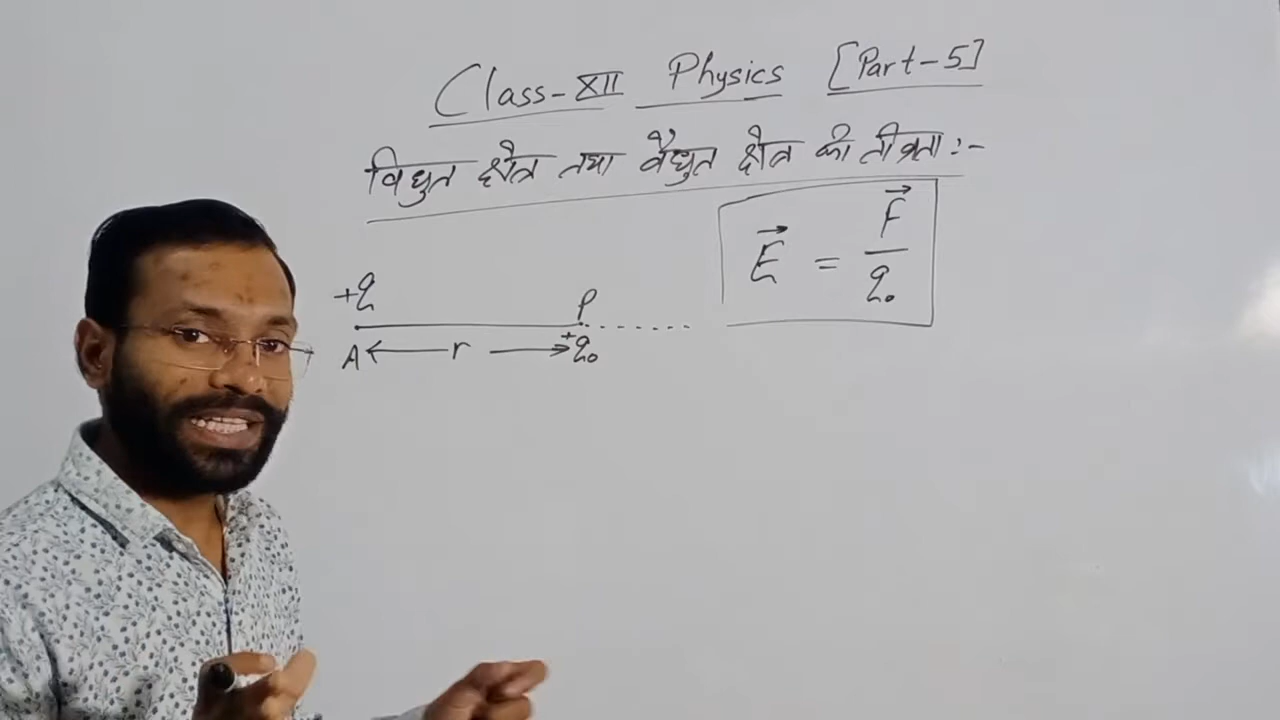 Class-XII Physics [Part-5]
विधुत क्षेत्र तथा वैधुत क्षेत्र की तीव्रता :-
E⃗ = F⃗ / q₀
+q P
A r +q₀